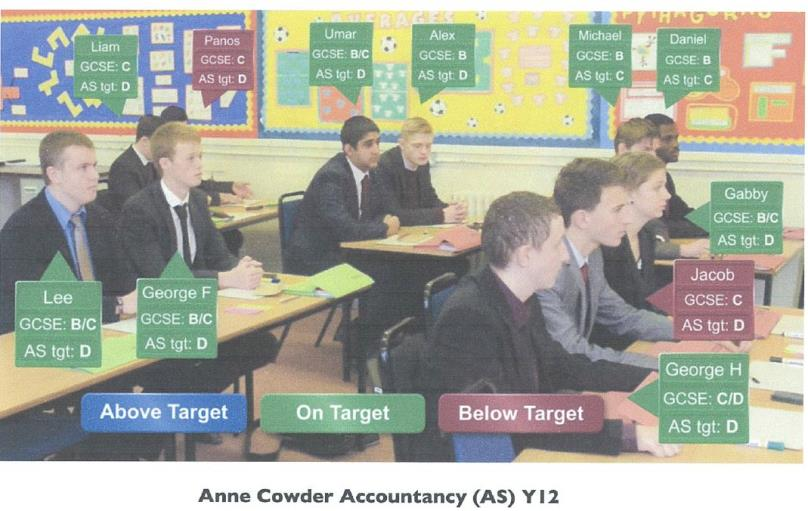 AVERAGES
PYTHAGORAS
Liam
GCSE: C
AS tgt: D
Panos
GCSE: C
AS tgt: D
Umar
GCSE: B/C
AS tgt: D
Alex
GCSE: B
AS tgt: D
Michael
GCSE: B
AS tgt: C
Daniel
GCSE: B
AS tgt: C
Gabby
GCSE: B/C
AS tgt: D
Lee
GCSE: B/C
AS tgt: D
George F
GCSE: B/C
AS tgt: D
Jacob
GCSE: C
AS tgt: D
George H
GCSE: C/D
AS tgt: D
Above Target
On Target
Below Target
Anne Cowder Accountancy (AS) Y12